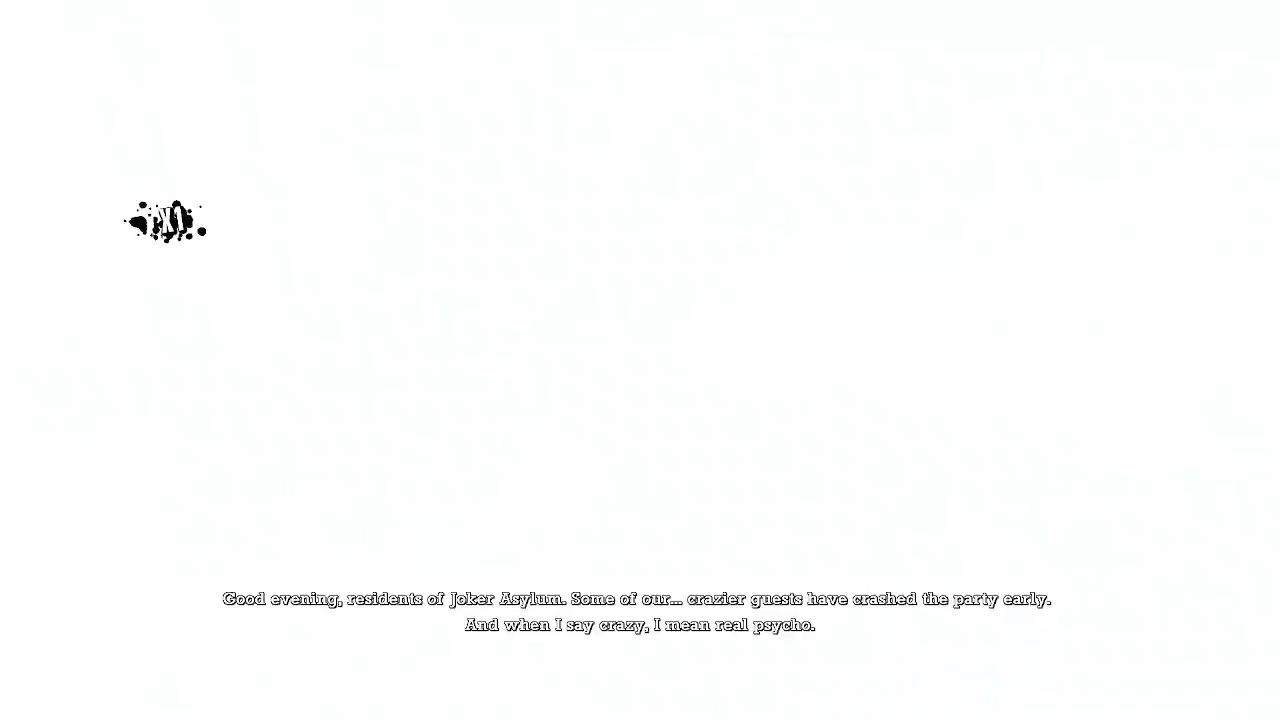 X1
Good evening, residents of Joker Asylum. Some of our... crazier guests have crashed the party early.
And when I say crazy, I mean real psycho.